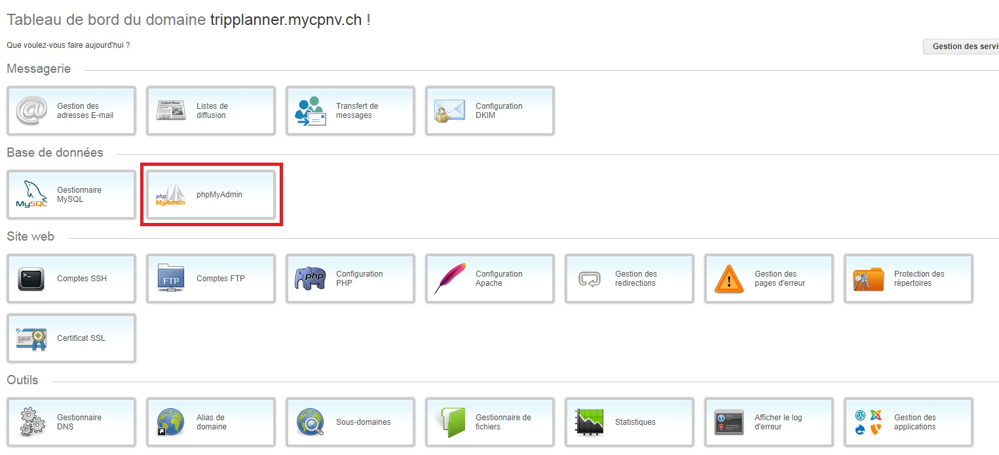 Tableau de bord du domaine tripplanner.mycpnv.ch !
Que voulez-vous faire aujourd'hui ?
Gestion des servi
Messagerie
@
Gestion des
adresses E-mail
Latest News
Listes de
diffusion
Transfert de
messages
Configuration
DKIM
Base de données
MySQL
Gestionnaire
MySQL
php
MyAdmin
phpMyAdmin
Site web
>_
Comptes SSH
FTP
Comptes FTP
php
Configuration
PHP
Configuration
Apache
Gestion des
redirections
!
Gestion des
pages d'erreur
Protection des
répertoires
Certificat SSL
Outils
Gestionnaire
DNS
Alias de
domaine
Sous-domaines
Gestionnaire de
fichiers
Statistiques
Afficher le log
d'erreur
Gestion des
applications